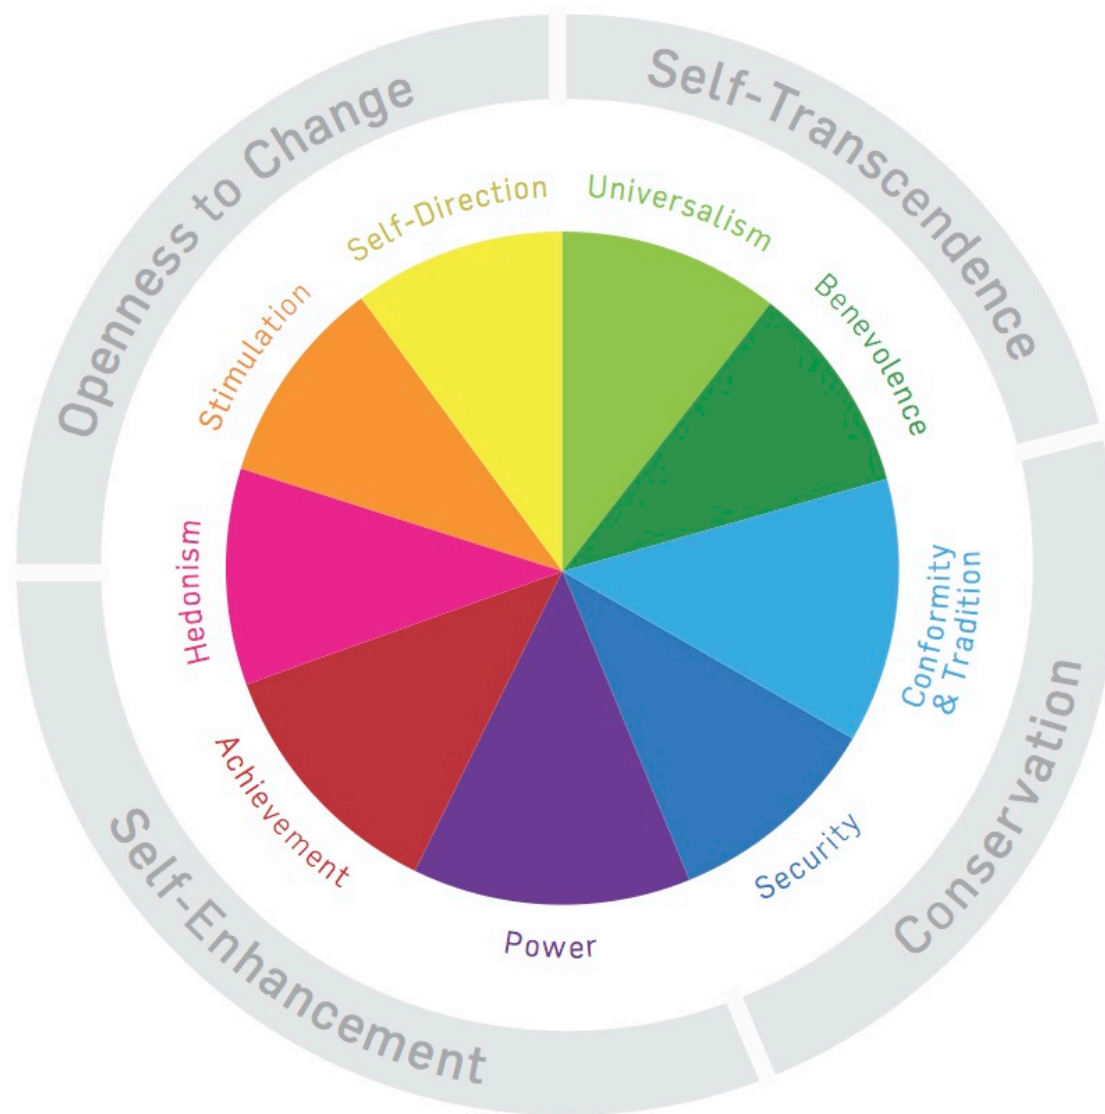 Openness to Change
Self-Transcendence
Self-Direction
Universalism
Stimulation
Benevolence
Hedonism
Conformity
& Tradition
Achievement
Security
Power
Self-Enhancement
Conservation